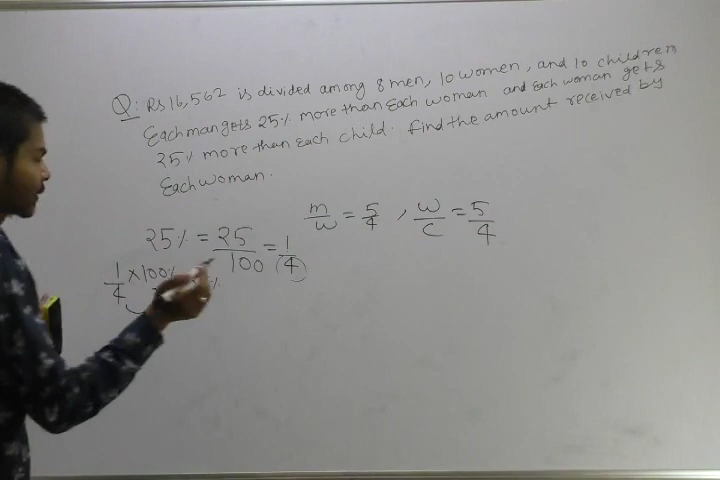 Q: Rs 16,562 is divided among 8 men, 10 women, and 10 children
Each man gets 25% more than each woman and each woman gets
25% more than each child. find the amount received by
Each woman.
m/w = 5/4 , w/c = 5/4
25% = 25/100 = 1/4
1/4 × 100%